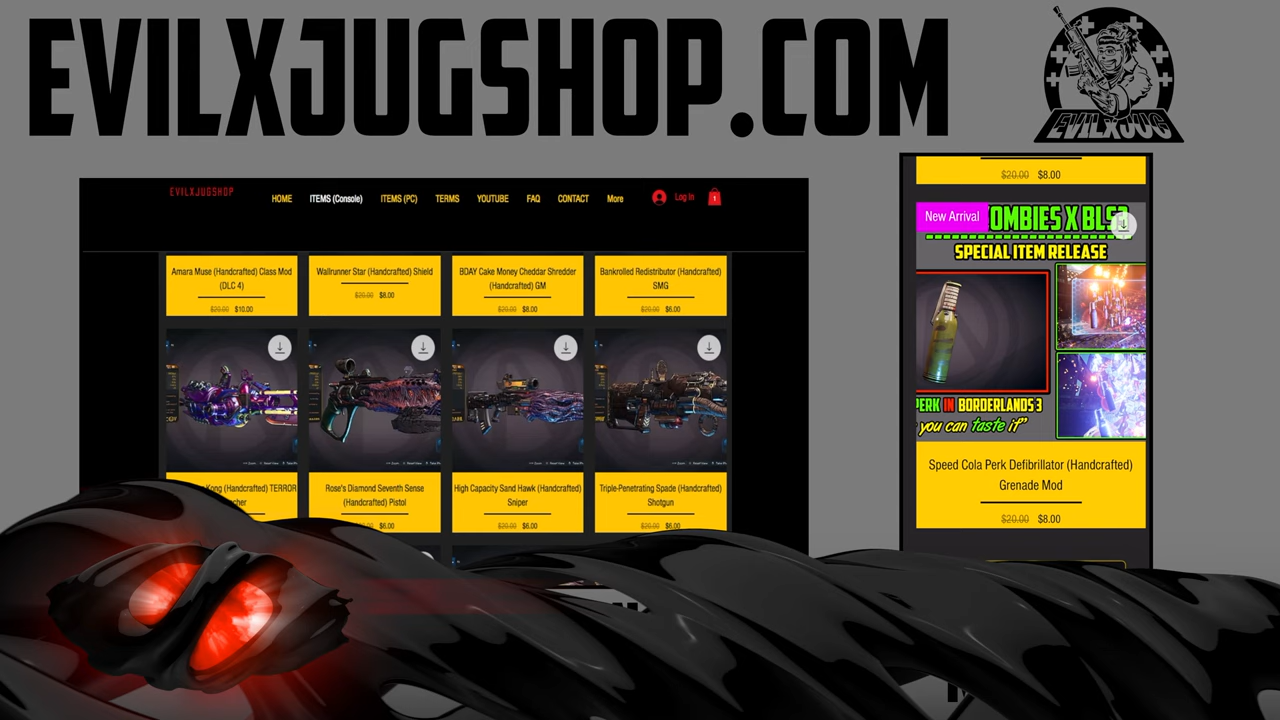 EVILXJUGSHOP.COM
EVILXJUG
EVILXJUGSHOP
HOME ITEMS (Console) ITEMS (PC) TERMS YOUTUBE FAQ CONTACT More Log In 1
Amara Muse (Handcrafted) Class Mod
(DLC 4)
$20.00 $10.00
Wallrunner Star (Handcrafted) Shield
$20.00 $8.00
BDAY Cake Money Cheddar Shredder
(Handcrafted) GM
$20.00 $8.00
Bankrolled Redistributor (Handcrafted)
SMG
$20.00 $6.00
Kong (Handcrafted) TERROR
Rose's Diamond Seventh Sense
(Handcrafted) Pistol
$6.00
High Capacity Sand Hawk (Handcrafted)
Sniper
$20.00 $6.00
Triple-Penetrating Spade (Handcrafted)
Shotgun
$20.00 $6.00
$20.00 $8.00
New Arrival
OMBIES X BL3
SPECIAL ITEM RELEASE
PERK IN BORDERLANDS 3
you can taste it"
Speed Cola Perk Defibrillator (Handcrafted)
Grenade Mod
$20.00 $8.00